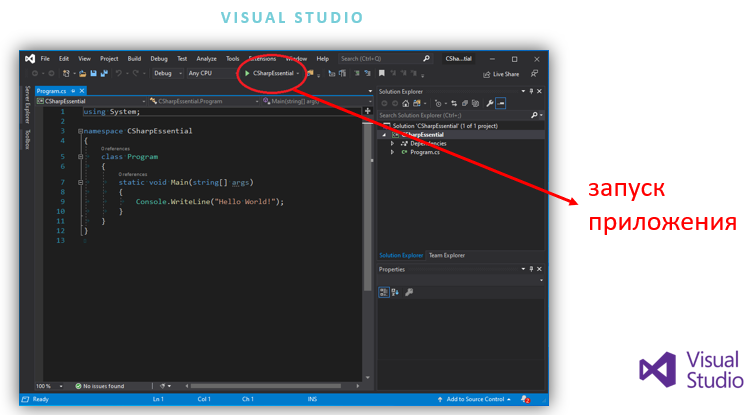 VISUAL STUDIO
File Edit View Project Build Debug Test Analyze Tools Extensions Window Help Search (Ctrl+Q) CSha...tial
Debug Any CPU CSharpEssential Live Share
Server Explorer
Toolbox
Program.cs
CSharpEssential CSharpEssential.Program Main(string[] args)
1 using System;
2
3 namespace CSharpEssential
4 {
0 references
5 class Program
6 {
0 references
7 static void Main(string[] args)
8 {
9 Console.WriteLine("Hello World!");
10 }
11 }
12 }
13
100 % No issues found
Solution Explorer
Search Solution Explorer (Ctrl+;)
Solution 'CSharpEssential' (1 of 1 project)
CSharpEssential
Dependencies
Program.cs
Solution Explorer Team Explorer
Properties
Ready Ln 1 Col 1 Ch 1 INS Add to Source Control 2
запуск
приложения
Visual
Studio